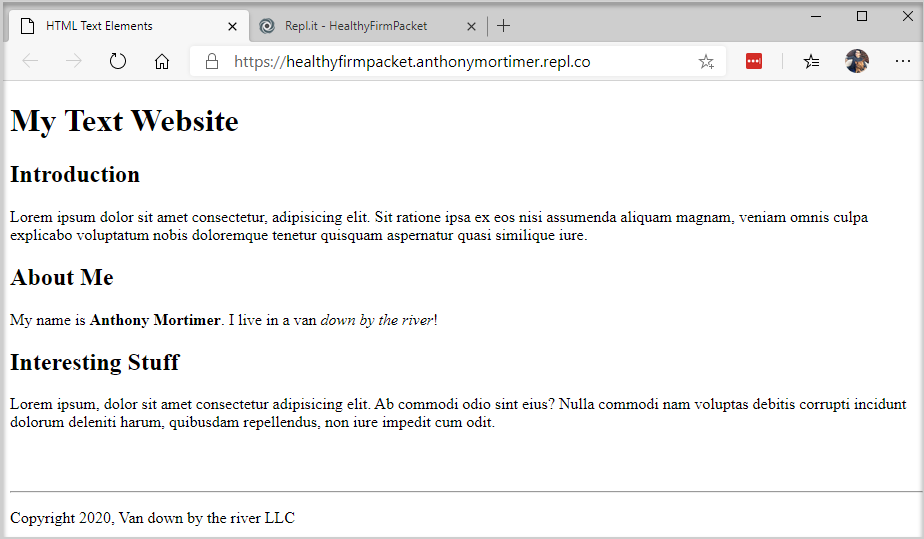 HTML Text Elements
Repl.it - HealthyFirmPacket
https://healthyfirmpacket.anthonymortimer.repl.co
My Text Website
Introduction
Lorem ipsum dolor sit amet consectetur, adipisicing elit. Sit ratione ipsa ex eos nisi assumenda aliquam magnam, veniam omnis culpa
explicabo voluptatum nobis doloremque tenetur quisquam aspernatur quasi similique iure.
About Me
My name is Anthony Mortimer. I live in a van down by the river!
Interesting Stuff
Lorem ipsum, dolor sit amet consectetur adipisicing elit. Ab commodi odio sint eius? Nulla commodi nam voluptas debitis corrupti incidunt
dolorum deleniti harum, quibusdam repellendus, non iure impedit cum odit.
Copyright 2020, Van down by the river LLC